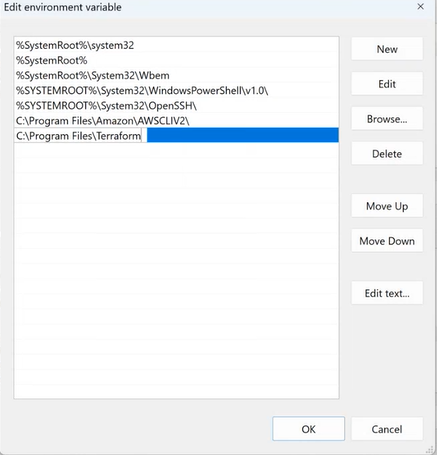 Edit environment variable
%SystemRoot%\system32
%SystemRoot%
%SystemRoot%\System32\Wbem
%SYSTEMROOT%\System32\WindowsPowerShell\v1.0\
%SYSTEMROOT%\System32\OpenSSH\
C:\Program Files\Amazon\AWSCLIV2\
C:\Program Files\Terraform
New
Edit
Browse...
Delete
Move Up
Move Down
Edit text...
OK
Cancel